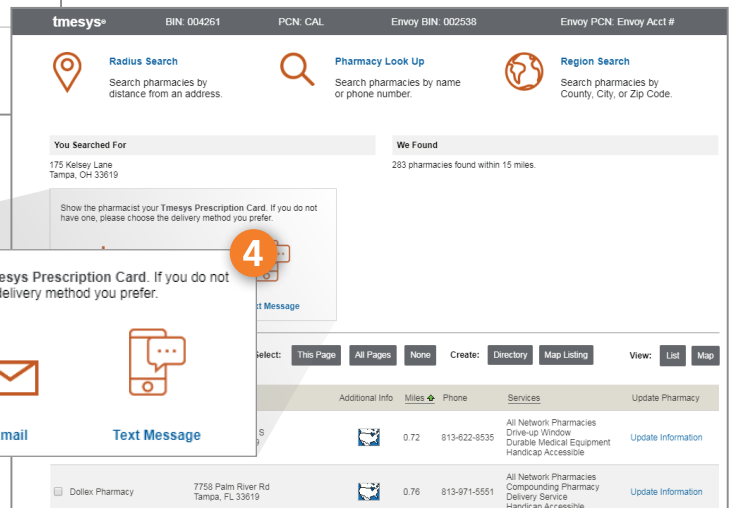 tmesys® BIN: 004261 PCN: CAL Envoy BIN: 002538 Envoy PCN: Envoy Acct #
Radius Search
Search pharmacies by
distance from an address.
Pharmacy Look Up
Search pharmacies by name
or phone number.
Region Search
Search pharmacies by
County, City, or Zip Code.
You Searched For
175 Kelsey Lane
Tampa, OH 33619
We Found
283 pharmacies found within 15 miles.
Show the pharmacist your Tmesys Prescription Card. If you do not
have one, please choose the delivery method you prefer.
4
xt Message
esys Prescription Card. If you do not
delivery method you prefer.
mail
Text Message
Select: This Page All Pages None Create: Directory Map Listing View: List Map
Additional Info Miles Phone Services Update Pharmacy
S
9
0.72 813-622-8535
All Network Pharmacies
Drive-up Window
Durable Medical Equipment
Handicap Accessible
Update Information
Dollex Pharmacy
7758 Palm River Rd
Tampa, FL 33619
0.76 813-971-5551
All Network Pharmacies
Compounding Pharmacy
Delivery Service
Handicap Accessible
Update Information